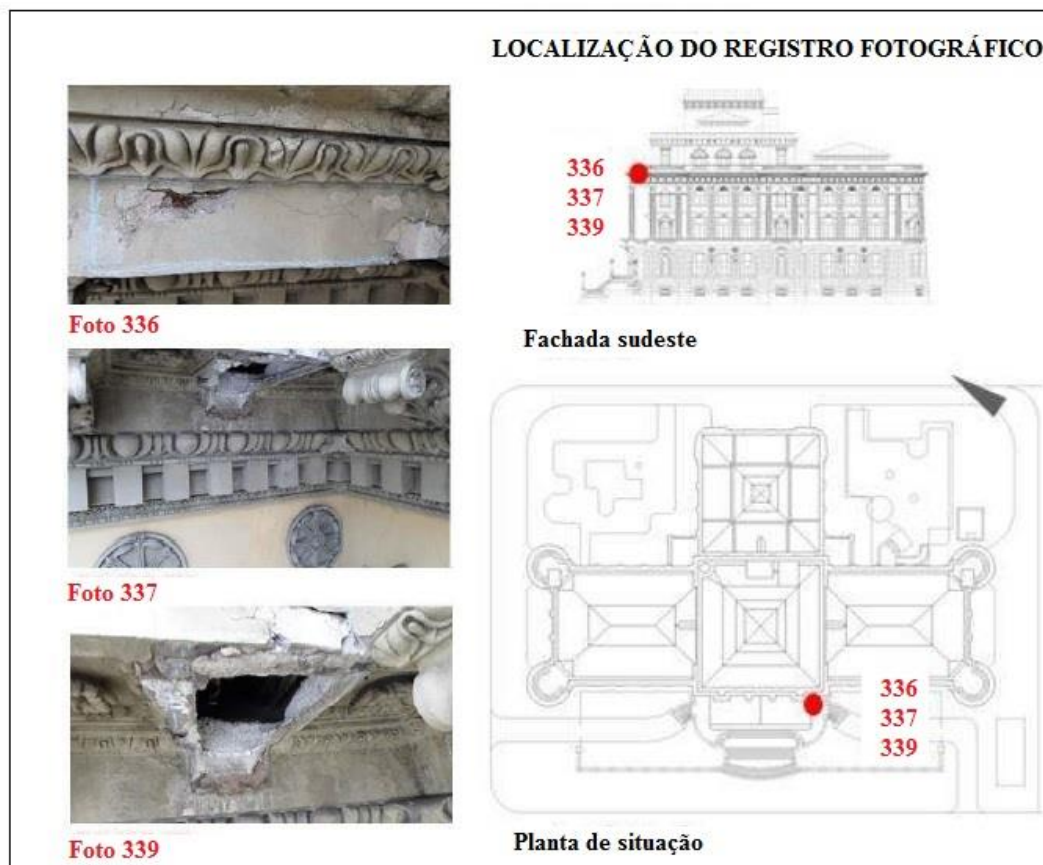 LOCALIZAÇÃO DO REGISTRO FOTOGRÁFICO
Foto 336
Foto 337
Foto 339
336
337
339
Fachada sudeste
336
337
339
Planta de situação